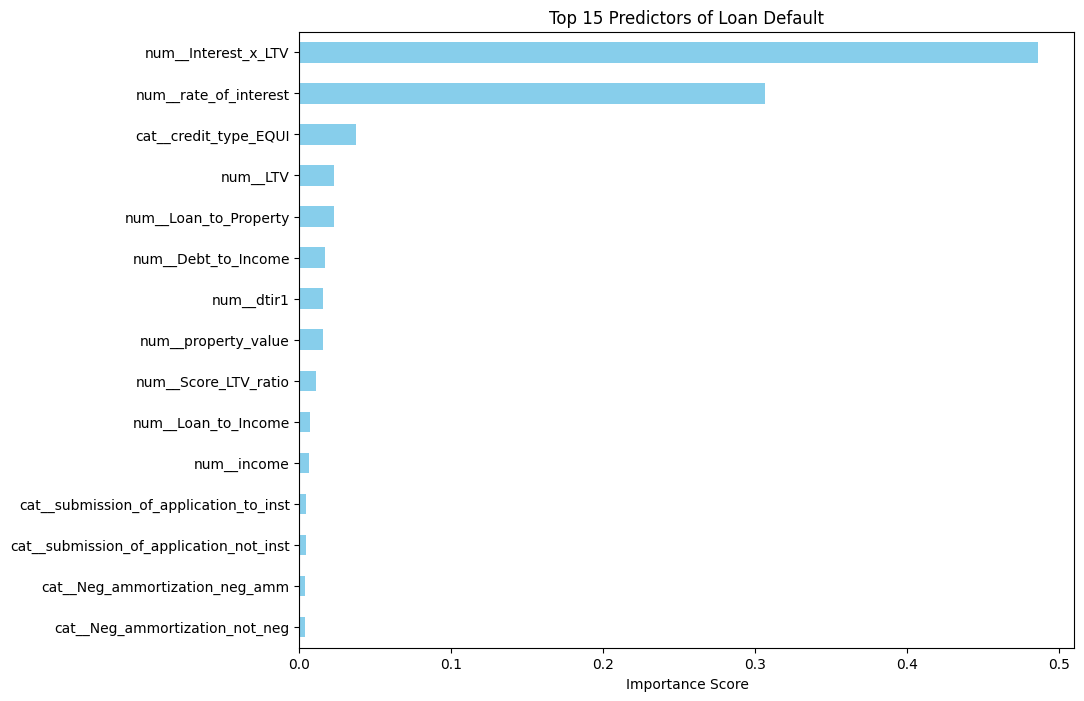 Top 15 Predictors of Loan Default
num__Interest_x_LTV
num__rate_of_interest
cat__credit_type_EQUI
num__LTV
num__Loan_to_Property
num__Debt_to_Income
num__dtir1
num__property_value
num__Score_LTV_ratio
num__Loan_to_Income
num__income
cat__submission_of_application_to_inst
cat__submission_of_application_not_inst
cat__Neg_ammortization_neg_amm
cat__Neg_ammortization_not_neg
0.0 0.1 0.2 0.3 0.4 0.5
Importance Score